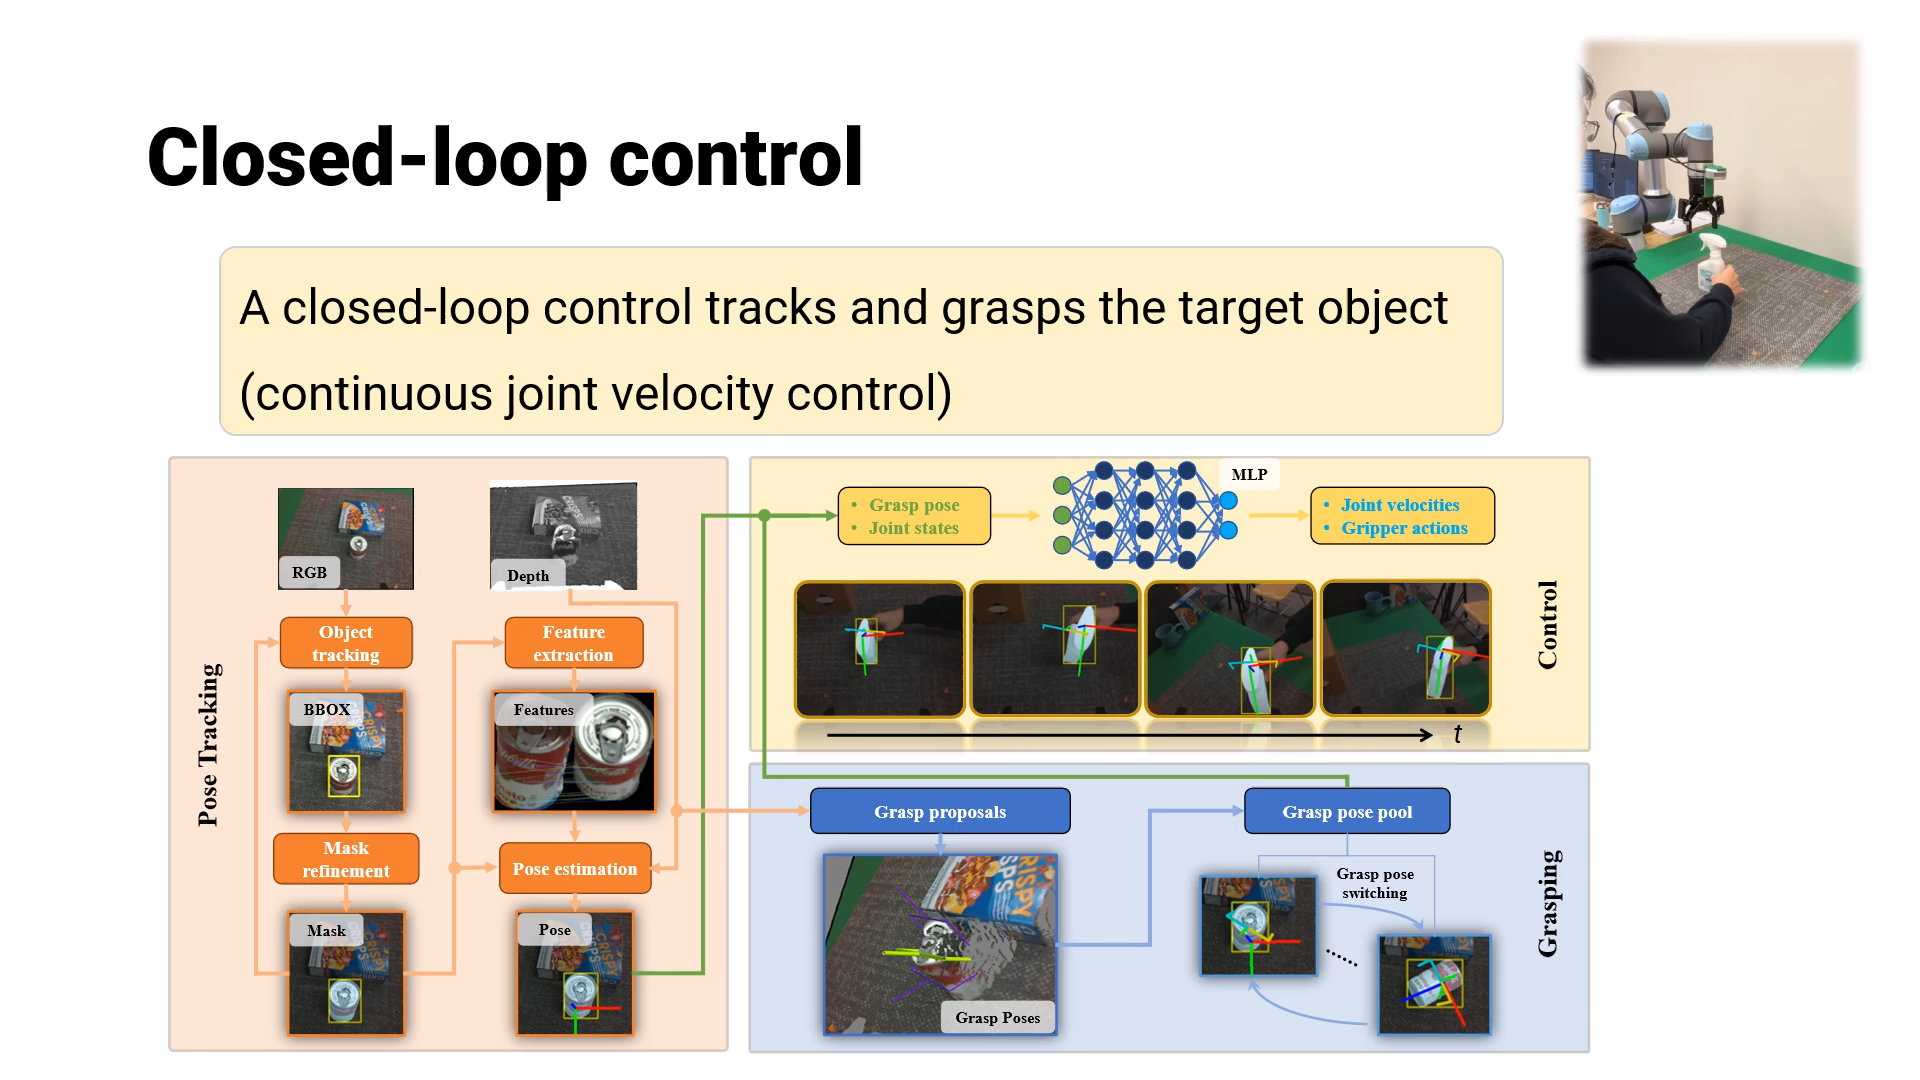 Closed-loop control
A closed-loop control tracks and grasps the target object
(continuous joint velocity control)
Pose Tracking
RGB
Depth
Object
tracking
Feature
extraction
BBOX
Features
Mask
refinement
Pose estimation
Mask
Pose
• Grasp pose
• Joint states
MLP
• Joint velocities
• Gripper actions
Control
t
Grasp proposals
Grasp pose pool
Grasp Poses
Grasp pose
switching
Grasping
CRISPY